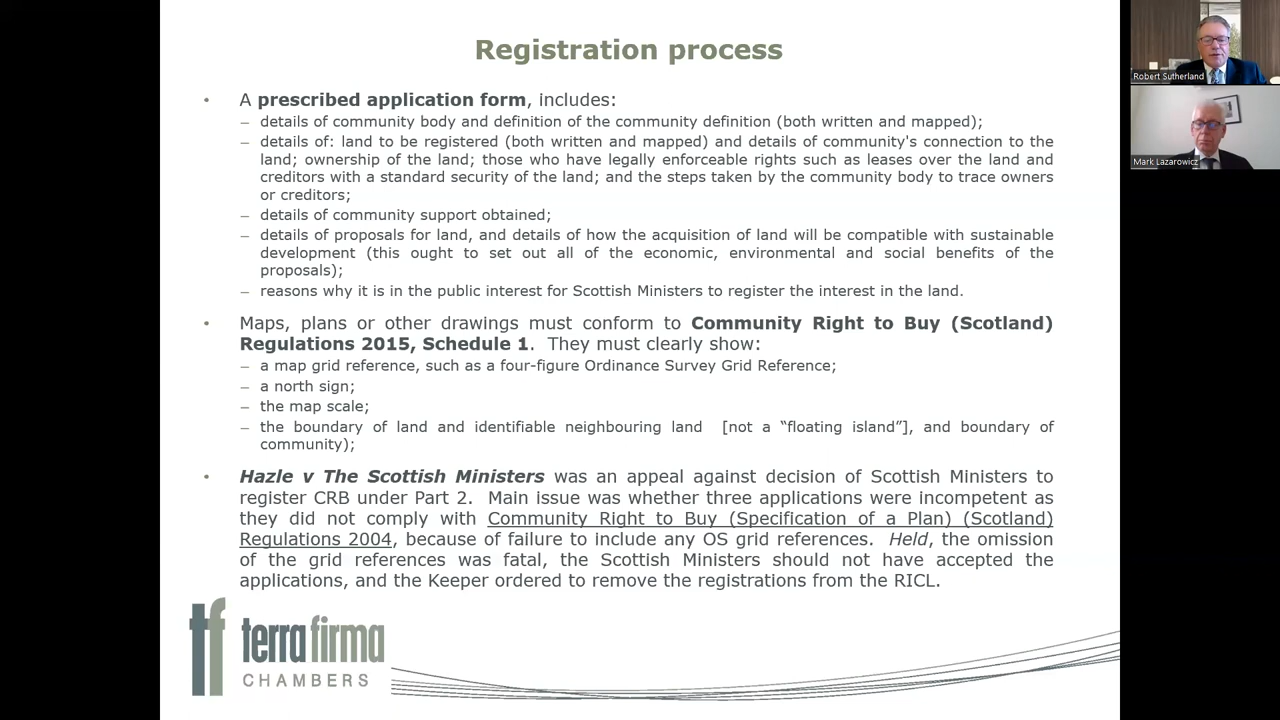 Registration process
• A prescribed application form, includes:
– details of community body and definition of the community definition (both written and mapped);
– details of: land to be registered (both written and mapped) and details of community's connection to the
land; ownership of the land; those who have legally enforceable rights such as leases over the land and
creditors with a standard security of the land; and the steps taken by the community body to trace owners
or creditors;
– details of community support obtained;
– details of proposals for land, and details of how the acquisition of land will be compatible with sustainable
development (this ought to set out all of the economic, environmental and social benefits of the
proposals);
– reasons why it is in the public interest for Scottish Ministers to register the interest in the land.
• Maps, plans or other drawings must conform to Community Right to Buy (Scotland)
Regulations 2015, Schedule 1. They must clearly show:
– a map grid reference, such as a four-figure Ordinance Survey Grid Reference;
– a north sign;
– the map scale;
– the boundary of land and identifiable neighbouring land [not a “floating island”], and boundary of
community);
• Hazle v The Scottish Ministers was an appeal against decision of Scottish Ministers to
register CRB under Part 2. Main issue was whether three applications were incompetent as
they did not comply with Community Right to Buy (Specification of a Plan) (Scotland)
Regulations 2004, because of failure to include any OS grid references. Held, the omission
of the grid references was fatal, the Scottish Ministers should not have accepted the
applications, and the Keeper ordered to remove the registrations from the RICL.
tf terra firma
CHAMBERS
Robert Sutherland
Mark Lazarowicz